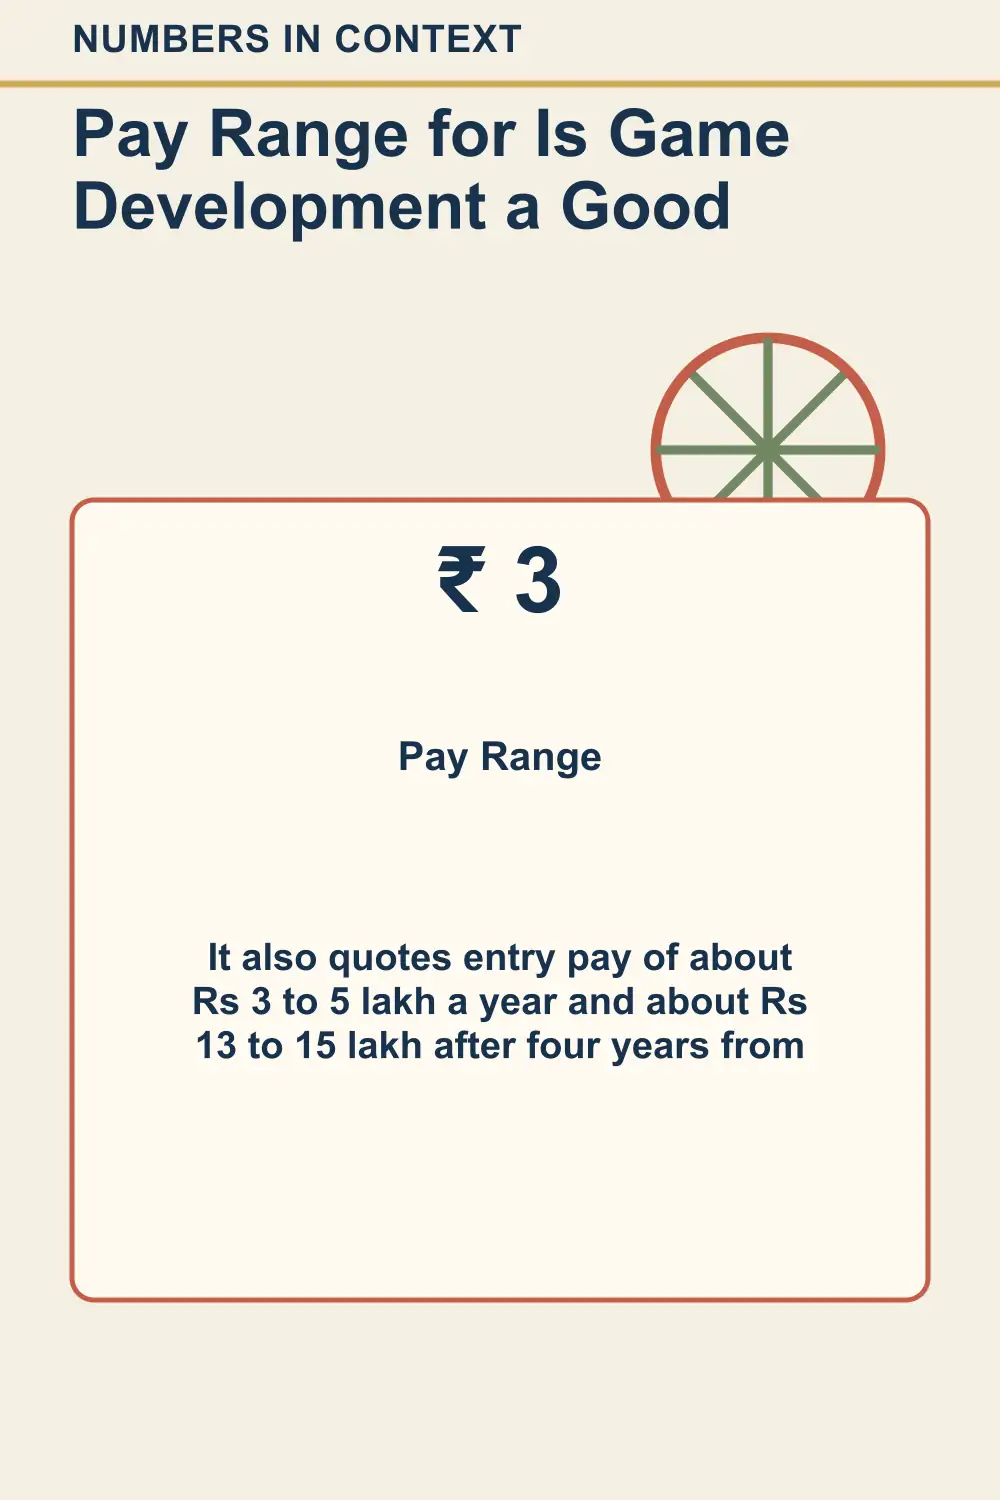 NUMBERS IN CONTEXT
Pay Range for Is Game
Development a Good
₹ 3
Pay Range
It also quotes entry pay of about
Rs 3 to 5 lakh a year and about Rs
13 to 15 lakh after four years from